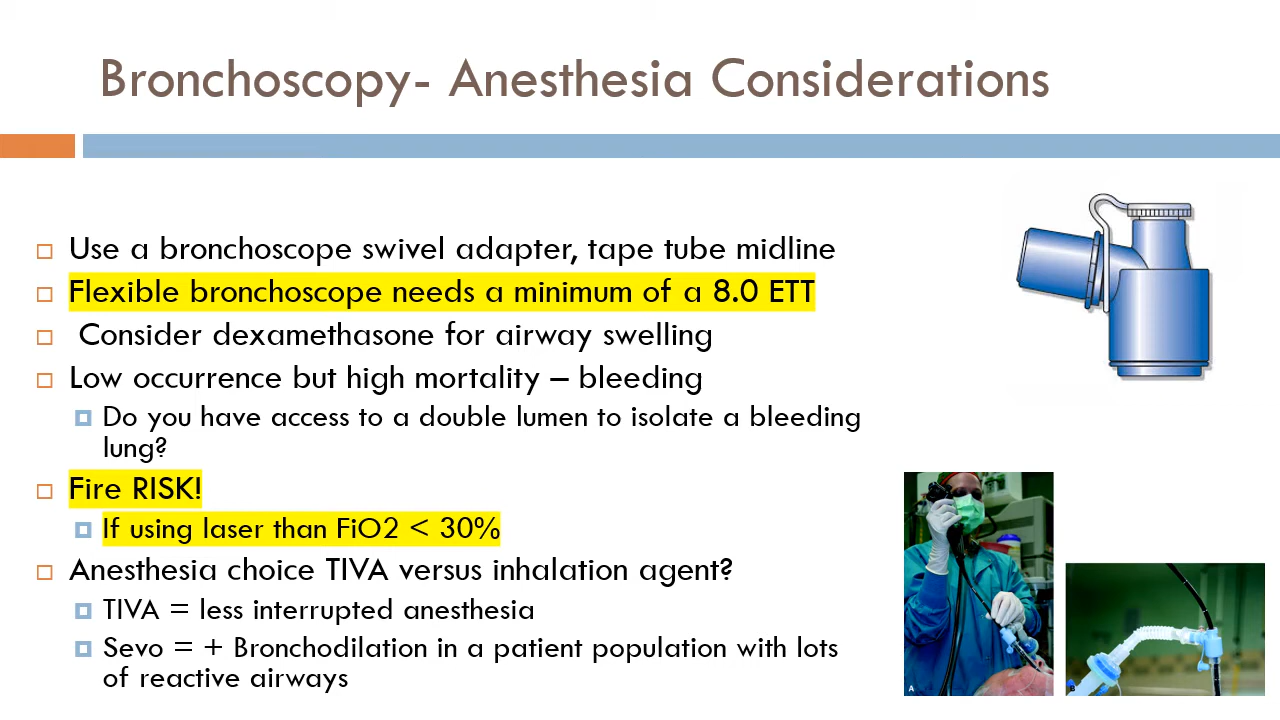 Bronchoscopy- Anesthesia Considerations
Use a bronchoscope swivel adapter, tape tube midline
Flexible bronchoscope needs a minimum of a 8.0 ETT
Consider dexamethasone for airway swelling
Low occurrence but high mortality – bleeding
Do you have access to a double lumen to isolate a bleeding
lung?
Fire RISK!
If using laser than FiO2 < 30%
Anesthesia choice TIVA versus inhalation agent?
TIVA = less interrupted anesthesia
Sevo = + Bronchodilation in a patient population with lots
of reactive airways
A
B